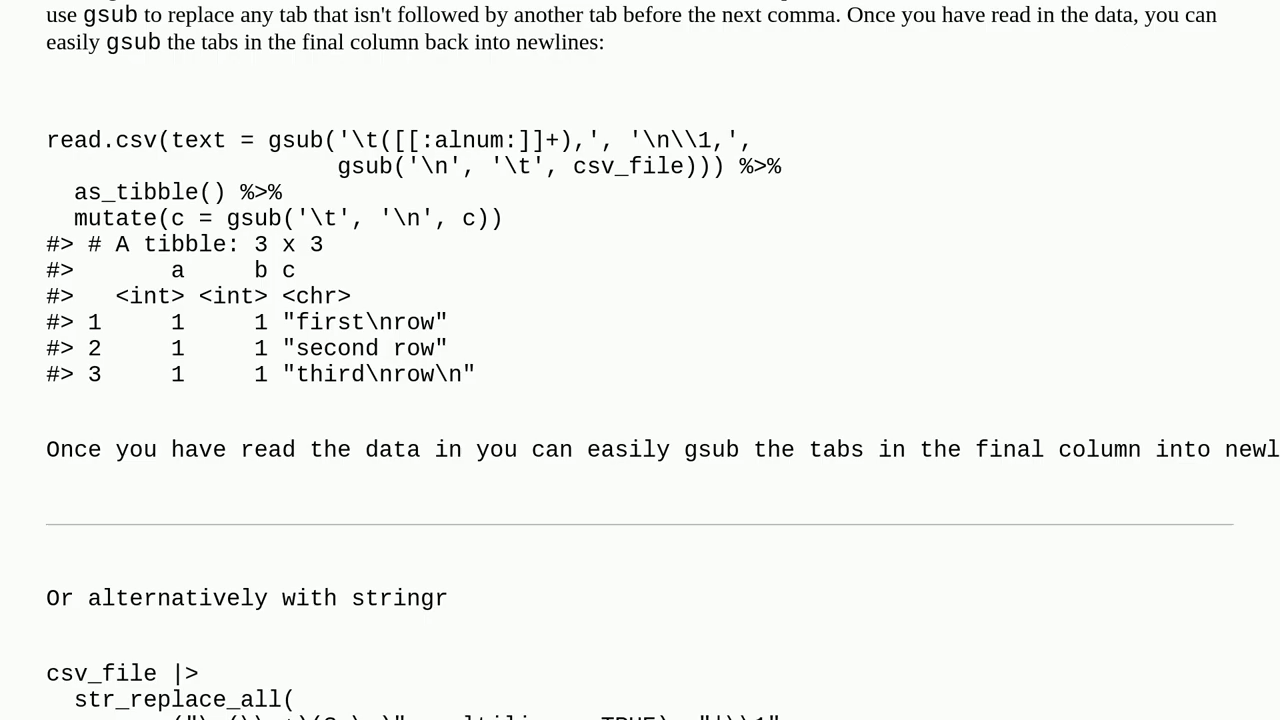 use gsub to replace any tab that isn't followed by another tab before the next comma. Once you have read in the data, you can
easily gsub the tabs in the final column back into newlines:
read.csv(text = gsub('\t([[:alnum:]]+),', '\n\\1,',
                     gsub('\n', '\t', csv_file))) %>%
  as_tibble() %>%
  mutate(c = gsub('\t', '\n', c))
#> # A tibble: 3 x 3
#>       a     b c
#>   <int> <int> <chr>
#> 1     1     1 "first\nrow"
#> 2     1     1 "second row"
#> 3     1     1 "third\nrow\n"
Once you have read the data in you can easily gsub the tabs in the final column into newl
Or alternatively with stringr
csv_file |>
  str_replace_all(